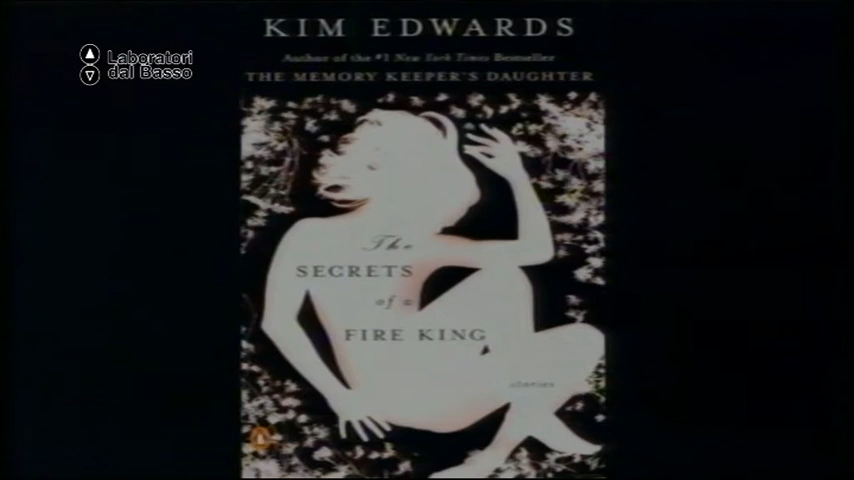 KIM EDWARDS
Author of the #1 New York Times Bestseller
THE MEMORY KEEPER'S DAUGHTER
Laboratori
dal Basso
The
SECRETS
of a
FIRE KING
stories